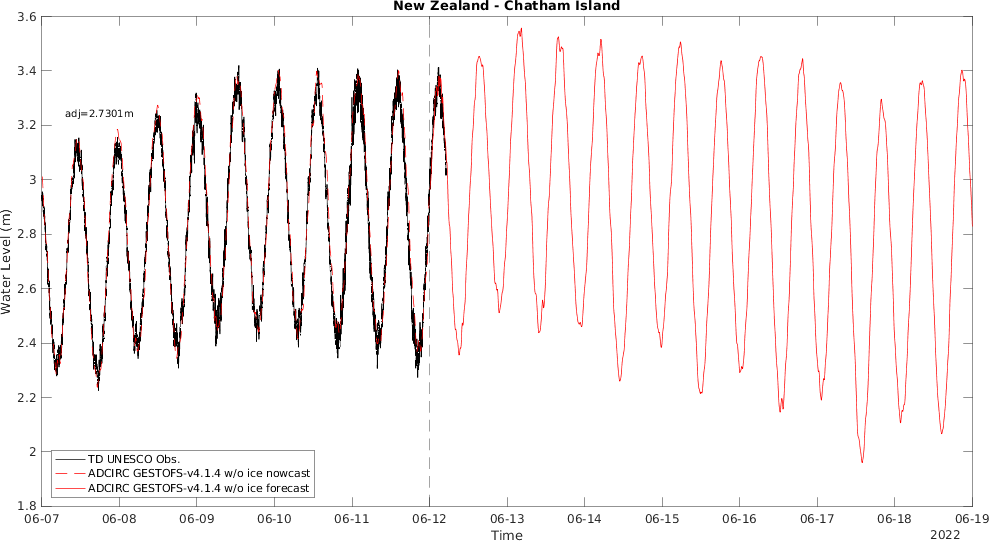 New Zealand - Chatham Island
3.6
3.4
3.2
3
2.8
2.6
2.4
2.2
2
1.8
Water Level (m)
adj=2.7301m
TD UNESCO Obs.
ADCIRC GESTOFS-v4.1.4 w/o ice nowcast
ADCIRC GESTOFS-v4.1.4 w/o ice forecast
06-07 06-08 06-09 06-10 06-11 06-12 06-13 06-14 06-15 06-16 06-17 06-18 06-19
Time
2022